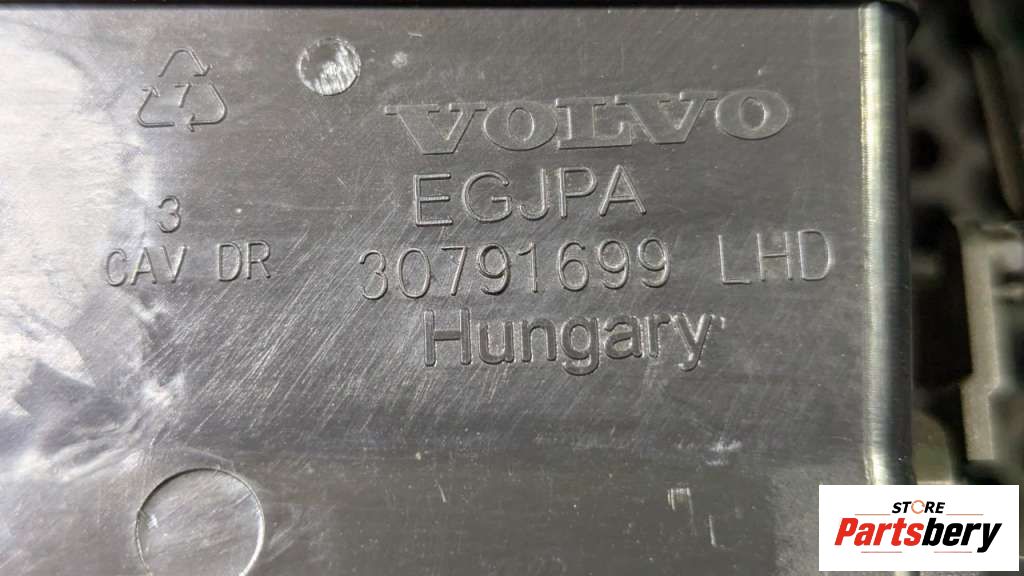 7
VOLVO
EGJPA
3
CAV DR
30791699 LHD
Hungary
STORE
Partsbery